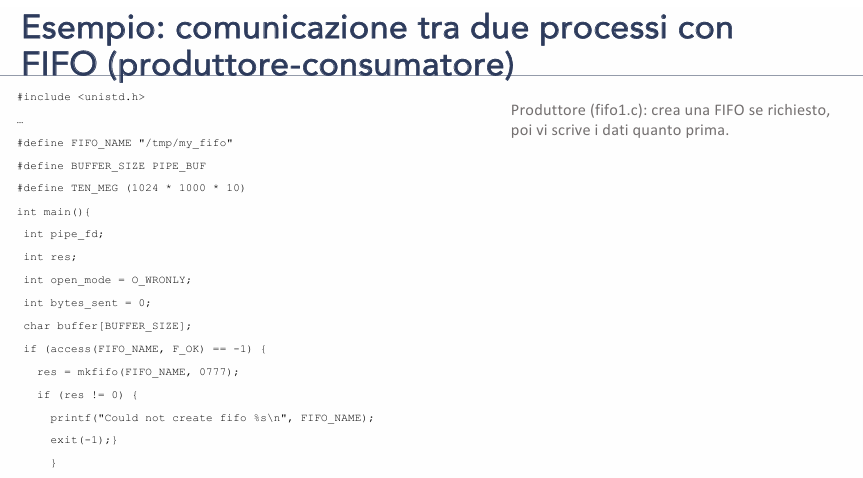 Esempio: comunicazione tra due processi con
FIFO (produttore-consumatore)
#include <unistd.h>
…
#define FIFO_NAME "/tmp/my_fifo"
#define BUFFER_SIZE PIPE_BUF
#define TEN_MEG (1024 * 1000 * 10)
int main(){
int pipe_fd;
int res;
int open_mode = O_WRONLY;
int bytes_sent = 0;
char buffer[BUFFER_SIZE];
if (access(FIFO_NAME, F_OK) == -1) {
res = mkfifo(FIFO_NAME, 0777);
if (res != 0) {
printf("Could not create fifo %s\n", FIFO_NAME);
exit(-1);}
}
Produttore (fifo1.c): crea una FIFO se richiesto,
poi vi scrive i dati quanto prima.